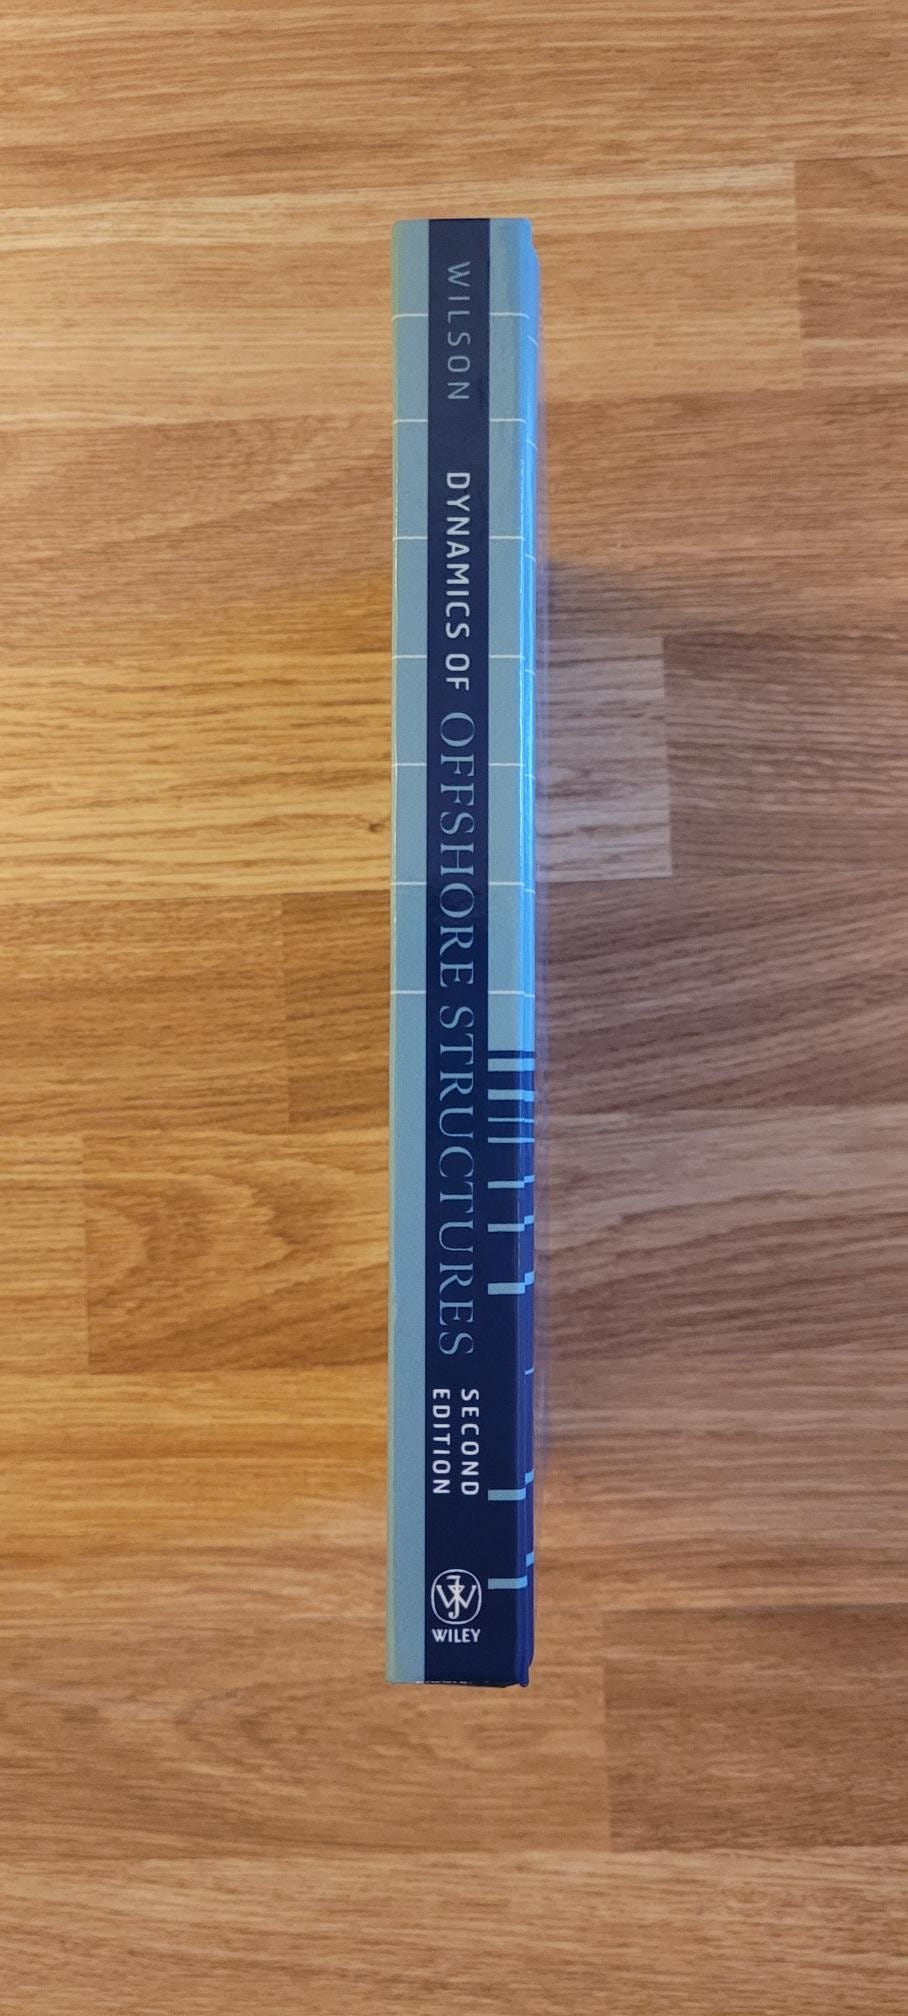 WILSON
DYNAMICS OF OFFSHORE STRUCTURES
SECOND
EDITION
WILEY